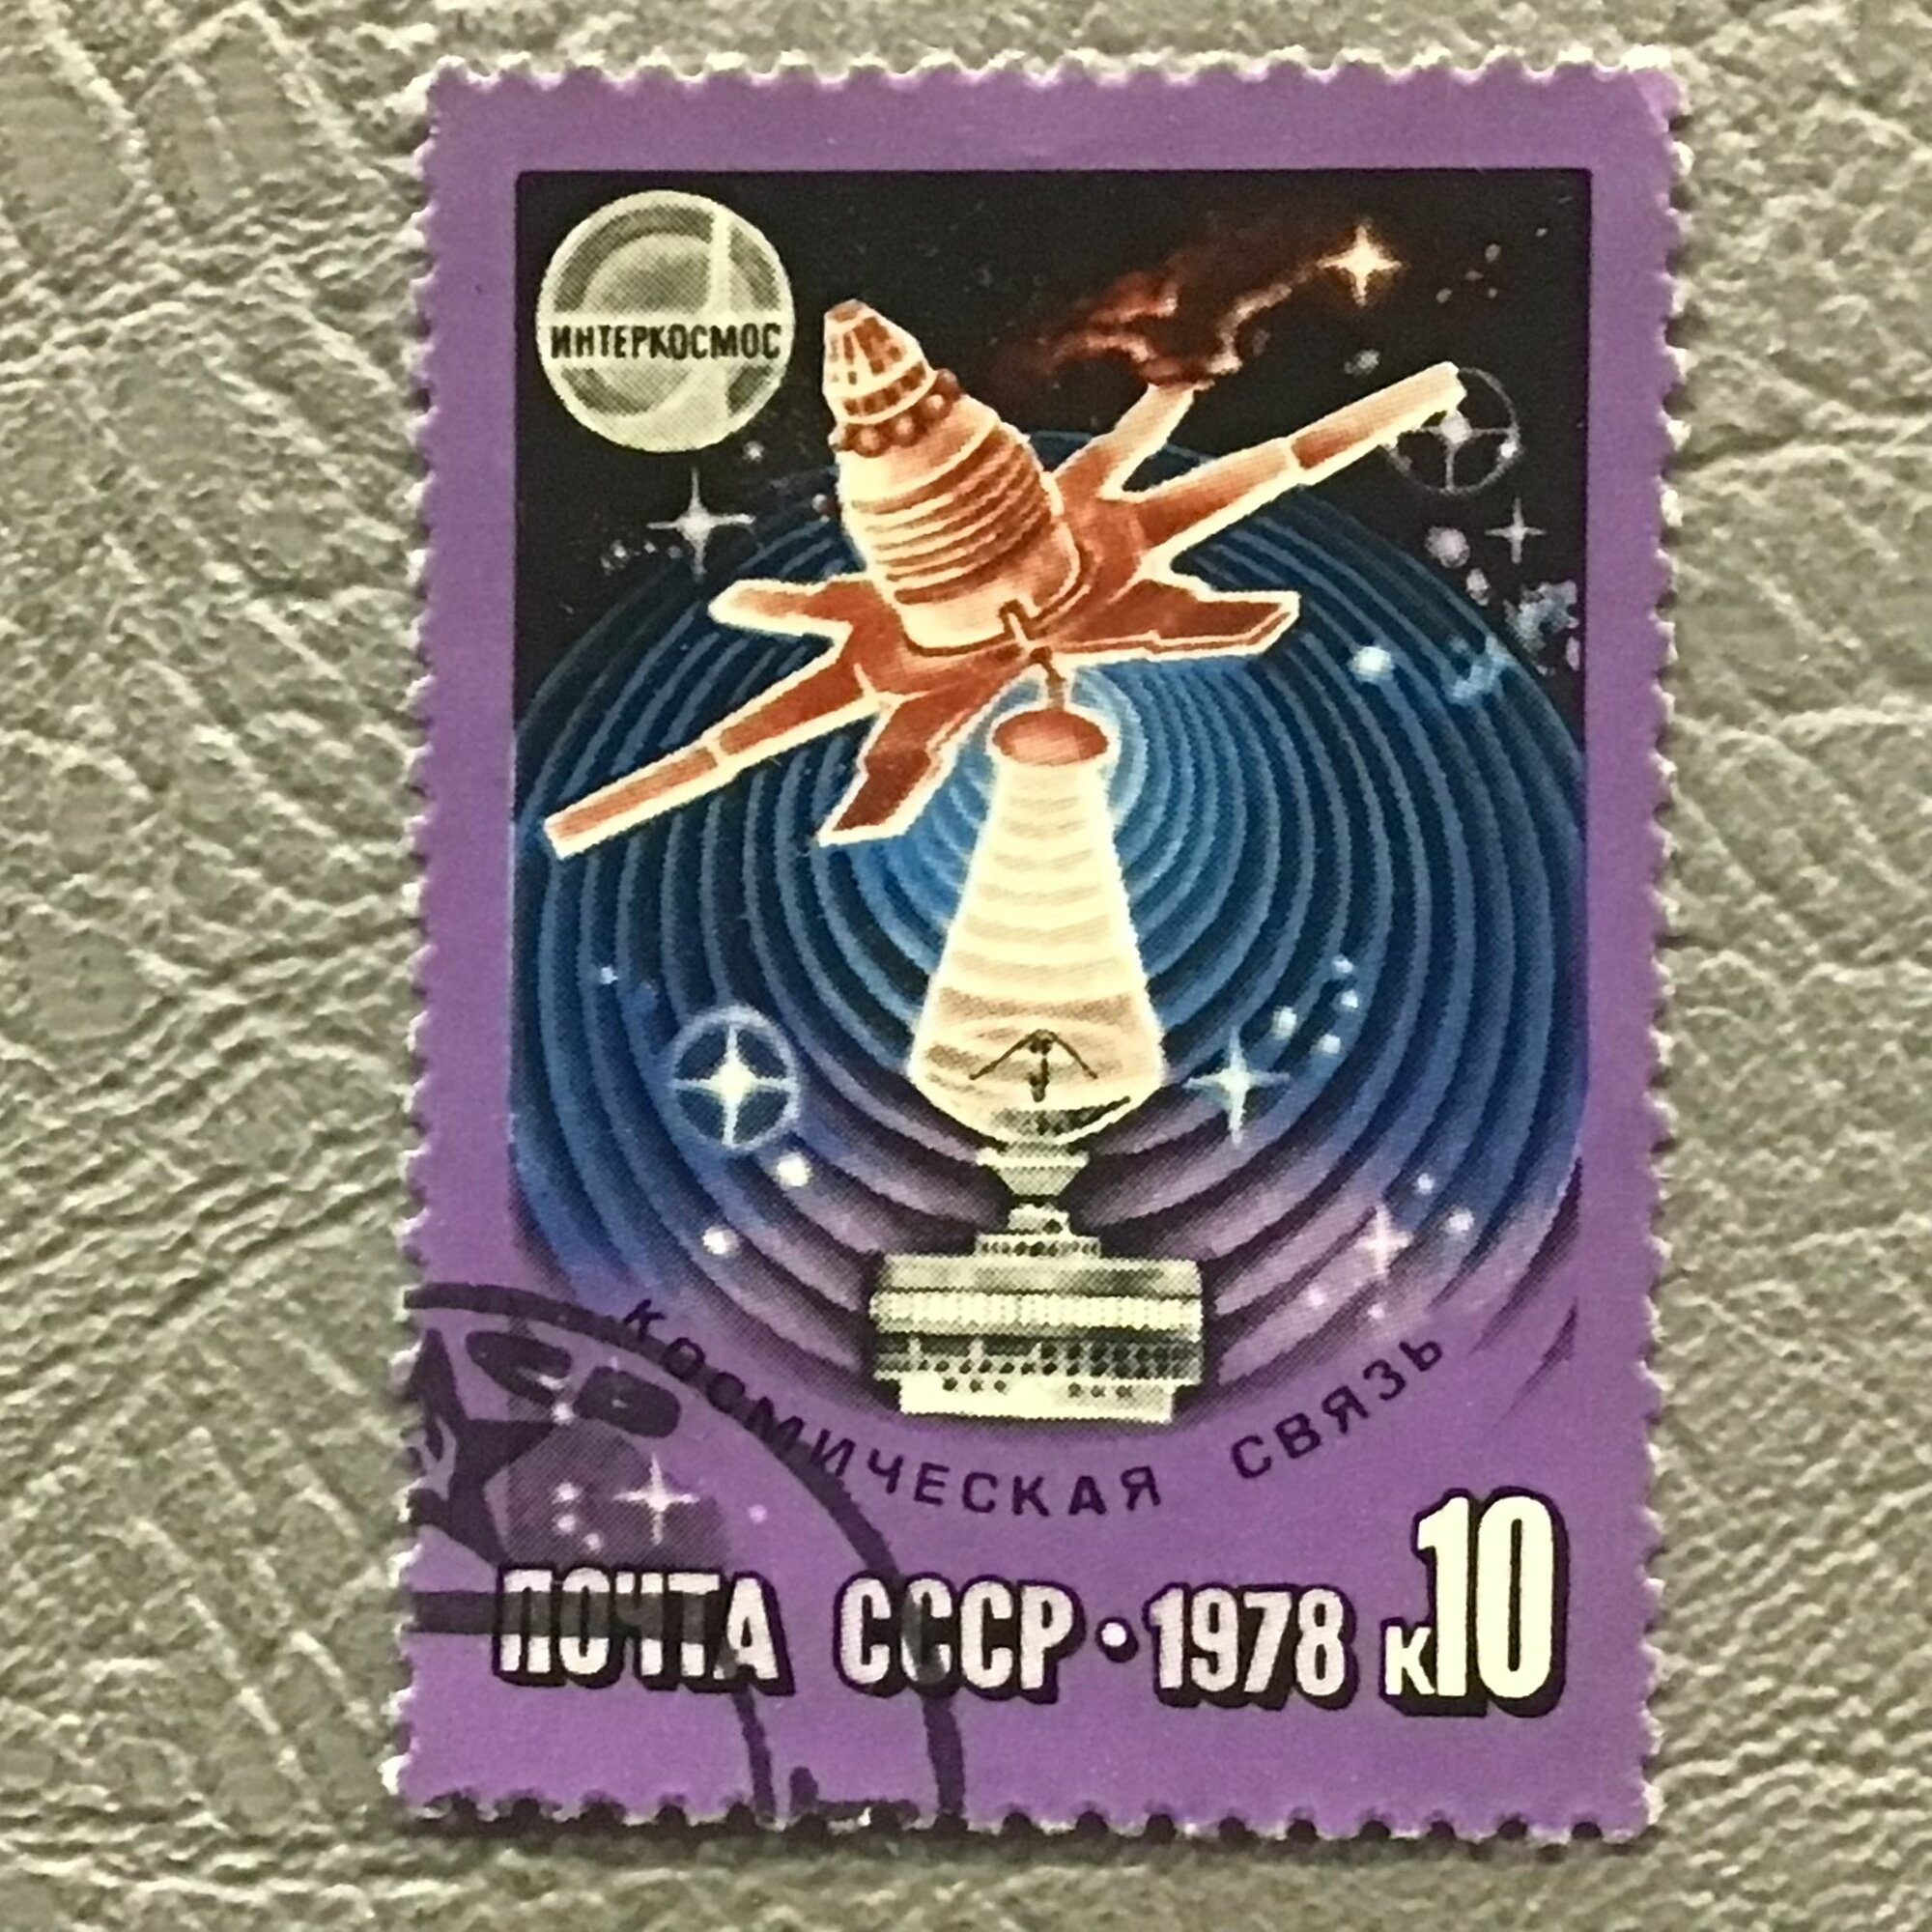 ИНТЕРКОСМОС
КОСМИЧЕСКАЯ СВЯЗЬ
ПОЧТА СССР • 1978 к10